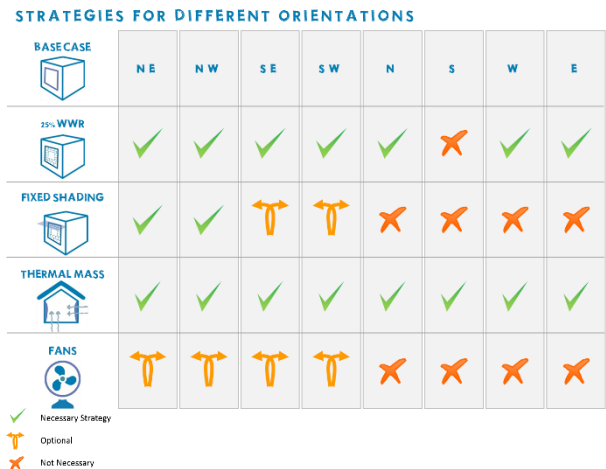 STRATEGIES FOR DIFFERENT ORIENTATIONS
BASE CASE
NE NW SE SW N S W E
25% WWR
FIXED SHADING
THERMAL MASS
FANS
Necessary Strategy
Optional
Not Necessary